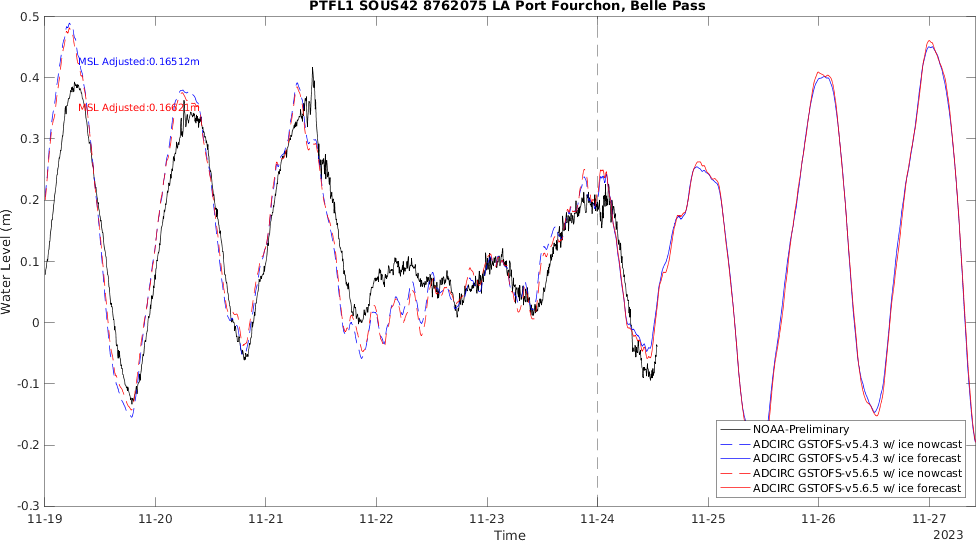 PTFL1 SOUS42 8762075 LA Port Fourchon, Belle Pass
0.5
0.4
0.3
0.2
0.1
0
-0.1
-0.2
-0.3
Water Level (m)
MSL Adjusted:0.16512m
MSL Adjusted:0.16621m
NOAA-Preliminary
ADCIRC GSTOFS-v5.4.3 w/ ice nowcast
ADCIRC GSTOFS-v5.4.3 w/ ice forecast
ADCIRC GSTOFS-v5.6.5 w/ ice nowcast
ADCIRC GSTOFS-v5.6.5 w/ ice forecast
11-19 11-20 11-21 11-22 11-23 11-24 11-25 11-26 11-27
Time
2023